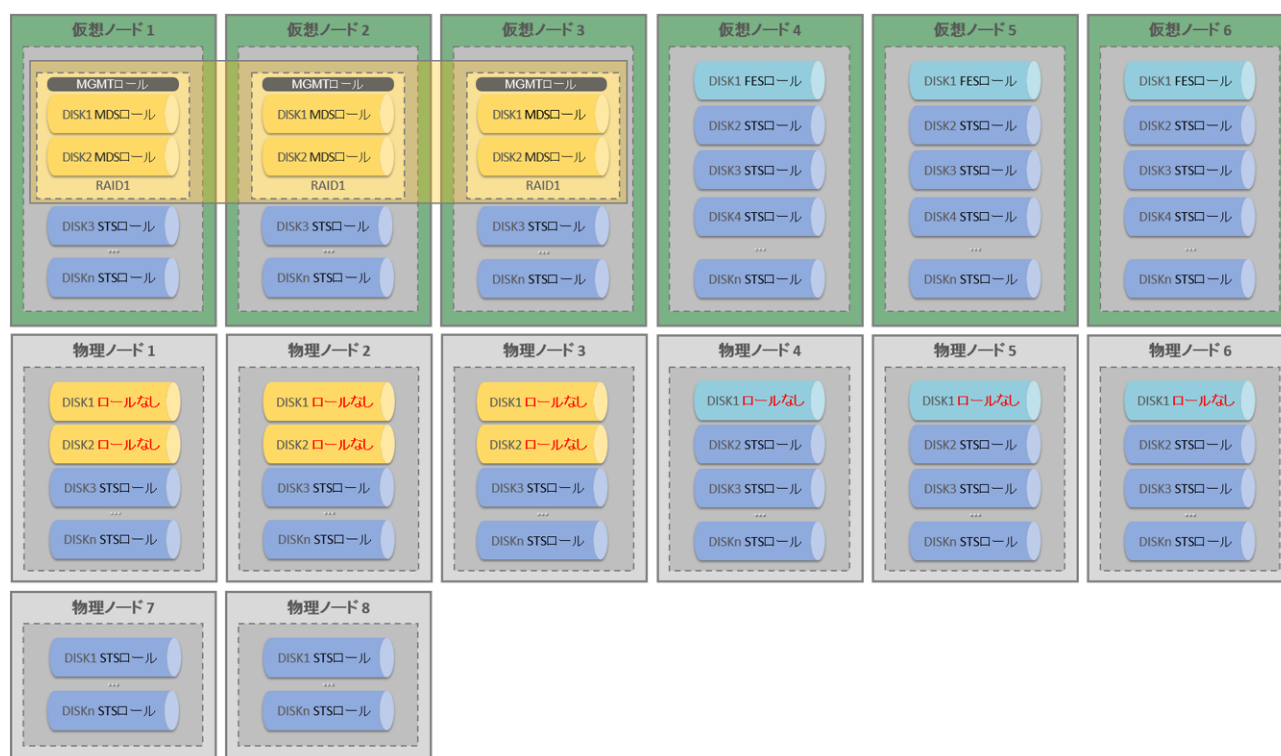 仮想ノード1
MGMTロール
DISK1 MDSロール
DISK2 MDSロール
RAID1
DISK3 STSロール
...
DISKn STSロール
仮想ノード2
MGMTロール
DISK1 MDSロール
DISK2 MDSロール
RAID1
DISK3 STSロール
...
DISKn STSロール
仮想ノード3
MGMTロール
DISK1 MDSロール
DISK2 MDSロール
RAID1
DISK3 STSロール
...
DISKn STSロール
仮想ノード4
DISK1 FESロール
DISK2 STSロール
DISK3 STSロール
DISK4 STSロール
...
DISKn STSロール
仮想ノード5
DISK1 FESロール
DISK2 STSロール
DISK3 STSロール
DISK4 STSロール
...
DISKn STSロール
仮想ノード6
DISK1 FESロール
DISK2 STSロール
DISK3 STSロール
DISK4 STSロール
...
DISKn STSロール
物理ノード1
DISK1 ロールなし
DISK2 ロールなし
DISK3 STSロール
...
DISKn STSロール
物理ノード2
DISK1 ロールなし
DISK2 ロールなし
DISK3 STSロール
...
DISKn STSロール
物理ノード3
DISK1 ロールなし
DISK2 ロールなし
DISK3 STSロール
...
DISKn STSロール
物理ノード4
DISK1 ロールなし
DISK2 STSロール
DISK3 STSロール
...
DISKn STSロール
物理ノード5
DISK1 ロールなし
DISK2 STSロール
DISK3 STSロール
...
DISKn STSロール
物理ノード6
DISK1 ロールなし
DISK2 STSロール
DISK3 STSロール
...
DISKn STSロール
物理ノード7
DISK1 STSロール
...
DISKn STSロール
物理ノード8
DISK1 STSロール
...
DISKn STSロール